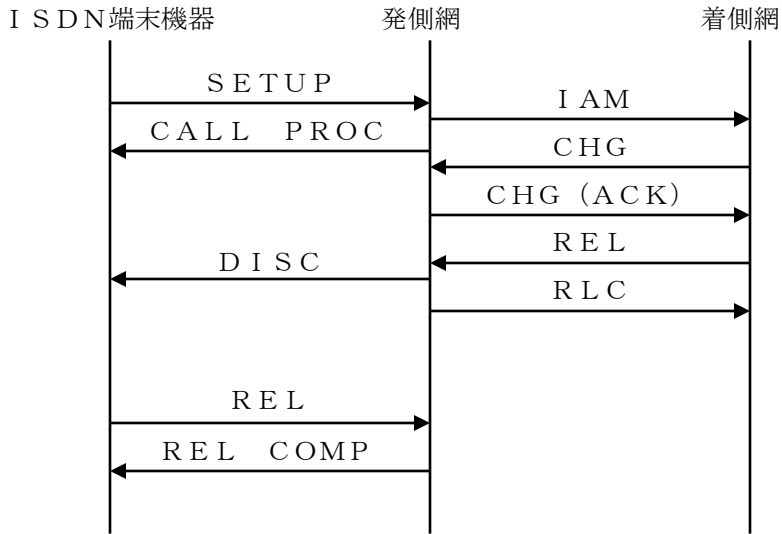 ＩＳＤＮ端末機器　発側網　着側網
ＳＥＴＵＰ
ＩＡＭ
ＣＡＬＬ　ＰＲＯＣ
ＣＨＧ
ＣＨＧ（ＡＣＫ）
ＲＥＬ
ＤＩＳＣ
ＲＬＣ
ＲＥＬ
ＲＥＬ　ＣＯＭＰ